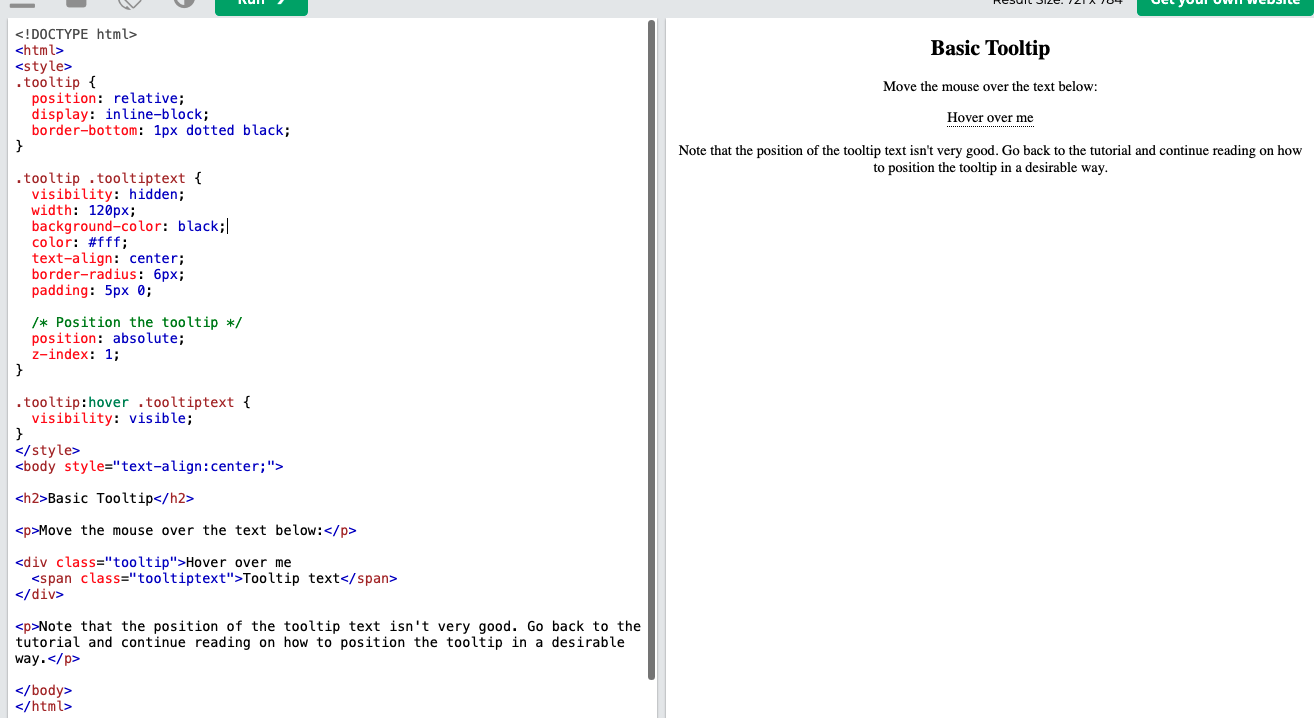 Run ❯
Result Size: 721 x 784
Get your own website
<!DOCTYPE html>
<html>
<style>
.tooltip {
  position: relative;
  display: inline-block;
  border-bottom: 1px dotted black;
}

.tooltip .tooltiptext {
  visibility: hidden;
  width: 120px;
  background-color: black;
  color: #fff;
  text-align: center;
  border-radius: 6px;
  padding: 5px 0;

  /* Position the tooltip */
  position: absolute;
  z-index: 1;
}

.tooltip:hover .tooltiptext {
  visibility: visible;
}
</style>
<body style="text-align:center;">

<h2>Basic Tooltip</h2>

<p>Move the mouse over the text below:</p>

<div class="tooltip">Hover over me
  <span class="tooltiptext">Tooltip text</span>
</div>

<p>Note that the position of the tooltip text isn't very good. Go back to the
tutorial and continue reading on how to position the tooltip in a desirable
way.</p>

</body>
</html>
Basic Tooltip
Move the mouse over the text below:
Hover over me
Note that the position of the tooltip text isn't very good. Go back to the tutorial and continue reading on how
to position the tooltip in a desirable way.